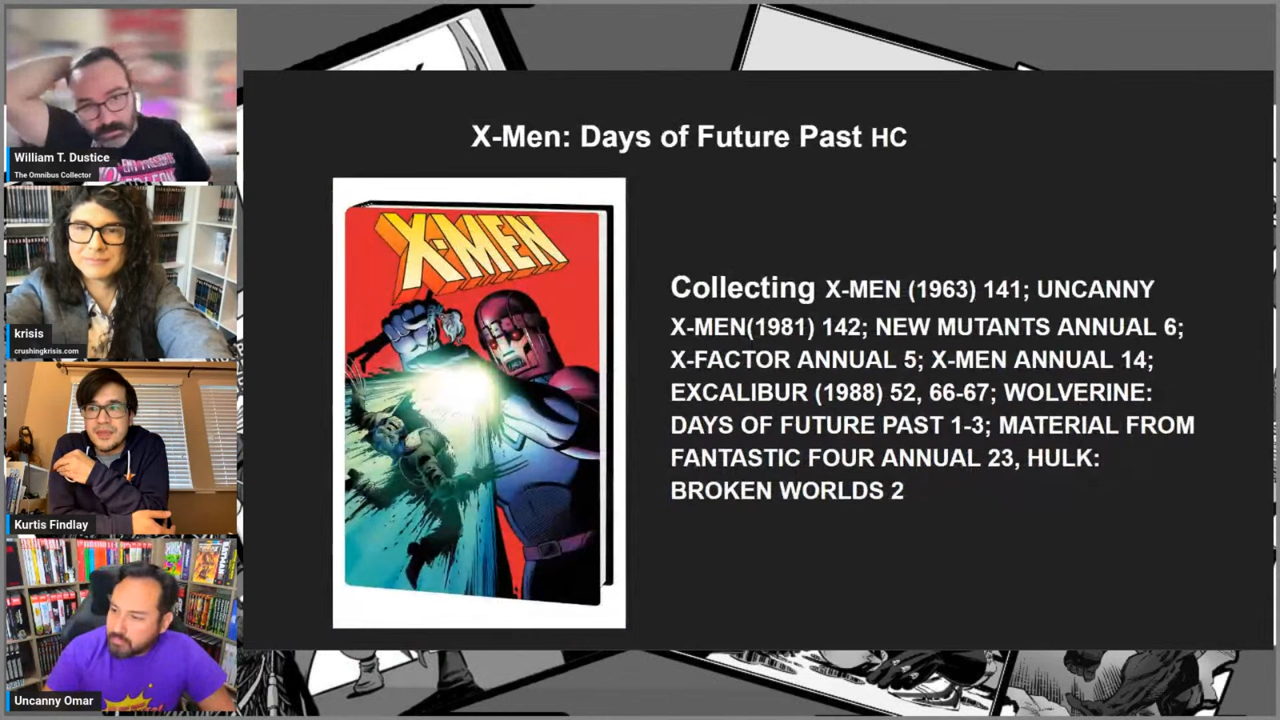 X-Men: Days of Future Past HC
X-MEN
Collecting X-MEN (1963) 141; UNCANNY
X-MEN(1981) 142; NEW MUTANTS ANNUAL 6;
X-FACTOR ANNUAL 5; X-MEN ANNUAL 14;
EXCALIBUR (1988) 52, 66-67; WOLVERINE:
DAYS OF FUTURE PAST 1-3; MATERIAL FROM
FANTASTIC FOUR ANNUAL 23, HULK:
BROKEN WORLDS 2
William T. Dustice
The Omnibus Collector
krisis
crushingkrisis.com
Kurtis Findlay
Uncanny Omar